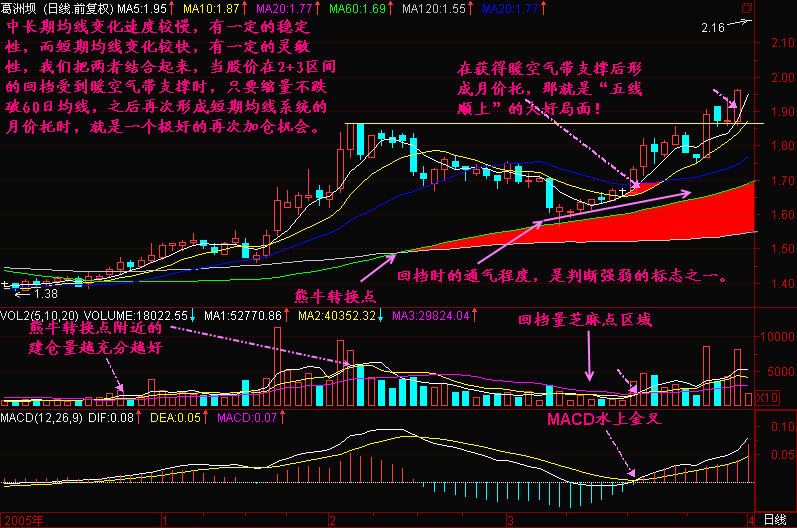 葛洲坝 (日线.前复权) MA5:1.95↑ MA10:1.87↑ MA20:1.77↑ MA60:1.69↑ MA120:1.55↑ MA20:1.77↑
中长期均线变化速度较慢，有一定的稳定
性，而短期均线变化较快，有一定的灵敏
性，我们把两者结合起来，当股价在2+3区间
的回档受到暖空气带支撑时，只要缩量不跌
破60日均线，之后再次形成短期均线系统的
月价托时，就是一个极好的再次加仓机会。
在获得暖空气带支撑后形
成月价托，那就是“五线
顺上”的大好局面！
2.16
2.10
2.00
1.90
1.80
1.70
1.60
1.50
1.40
1.38
熊牛转换点
回档时的通气程度，是判断强弱的标志之一。
VOL2(5,10,20) VOLUME:18022.55↓ MA1:52770.86↑ MA2:40352.32↓ MA3:29824.04↑
熊牛转换点附近的
建仓量越充分越好
回档量芝麻点区域
10000
5000
X10
MACD(12,26,9) DIF:0.08↑ DEA:0.05↑ MACD:0.07↑
MACD水上金叉
0.10
0.05
2006年 1 2 3 4 日线